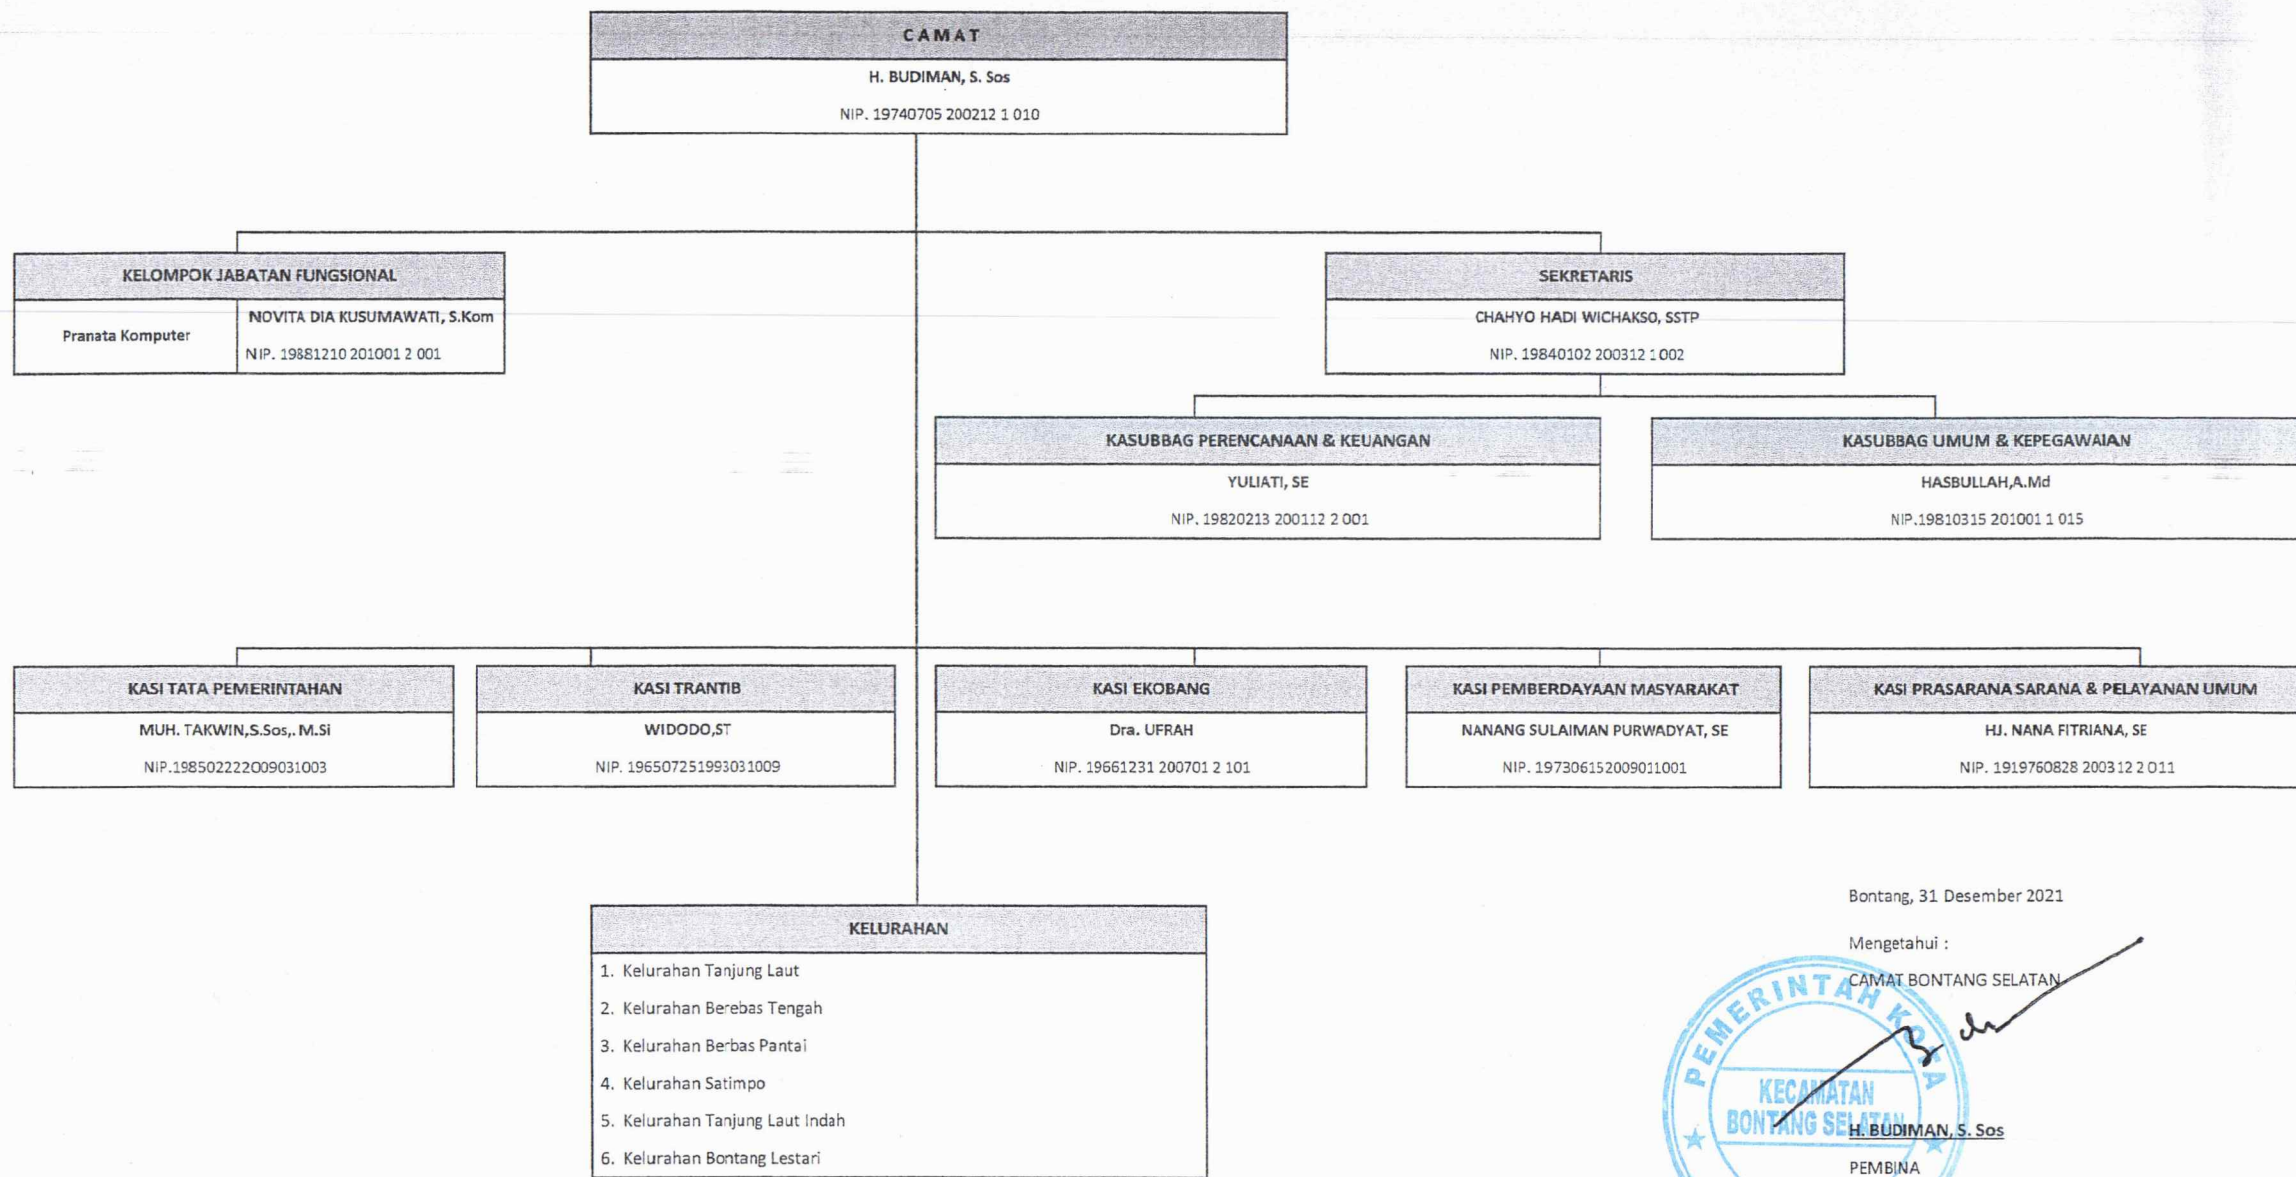 CAMAT
H. BUDIMAN, S. Sos
NIP. 19740705 200212 1 010
KELOMPOK JABATAN FUNGSIONAL
Pranata Komputer
NOVITA DIA KUSUMAWATI, S.Kom
NIP. 19881210 201001 2 001
SEKRETARIS
CHAHYO HADI WICHAKSO, SSTP
NIP. 19840102 200312 1 002
KASUBBAG PERENCANAAN & KEUANGAN
YULIATI, SE
NIP. 19820213 200112 2 001
KASUBBAG UMUM & KEPEGAWAIAN
HASBULLAH,A.Md
NIP.19810315 201001 1 015
KASI TATA PEMERINTAHAN
MUH. TAKWIN,S.Sos,. M.Si
NIP.198502222009031003
KASI TRANTIB
WIDODO,ST
NIP. 196507251993031009
KASI EKOBANG
Dra. UFRAH
NIP. 19661231 200701 2 101
KASI PEMBERDAYAAN MASYARAKAT
NANANG SULAIMAN PURWADYAT, SE
NIP. 197306152009011001
KASI PRASARANA SARANA & PELAYANAN UMUM
HJ. NANA FITRIANA, SE
NIP. 1919760828 200312 2 011
KELURAHAN
1. Kelurahan Tanjung Laut
2. Kelurahan Berebas Tengah
3. Kelurahan Berbas Pantai
4. Kelurahan Satimpo
5. Kelurahan Tanjung Laut Indah
6. Kelurahan Bontang Lestari
Bontang, 31 Desember 2021
Mengetahui :
CAMAT BONTANG SELATAN
PEMERINTAH KOTA
KECAMATAN
BONTANG SELATAN
H. BUDIMAN, S. Sos
PEMBINA